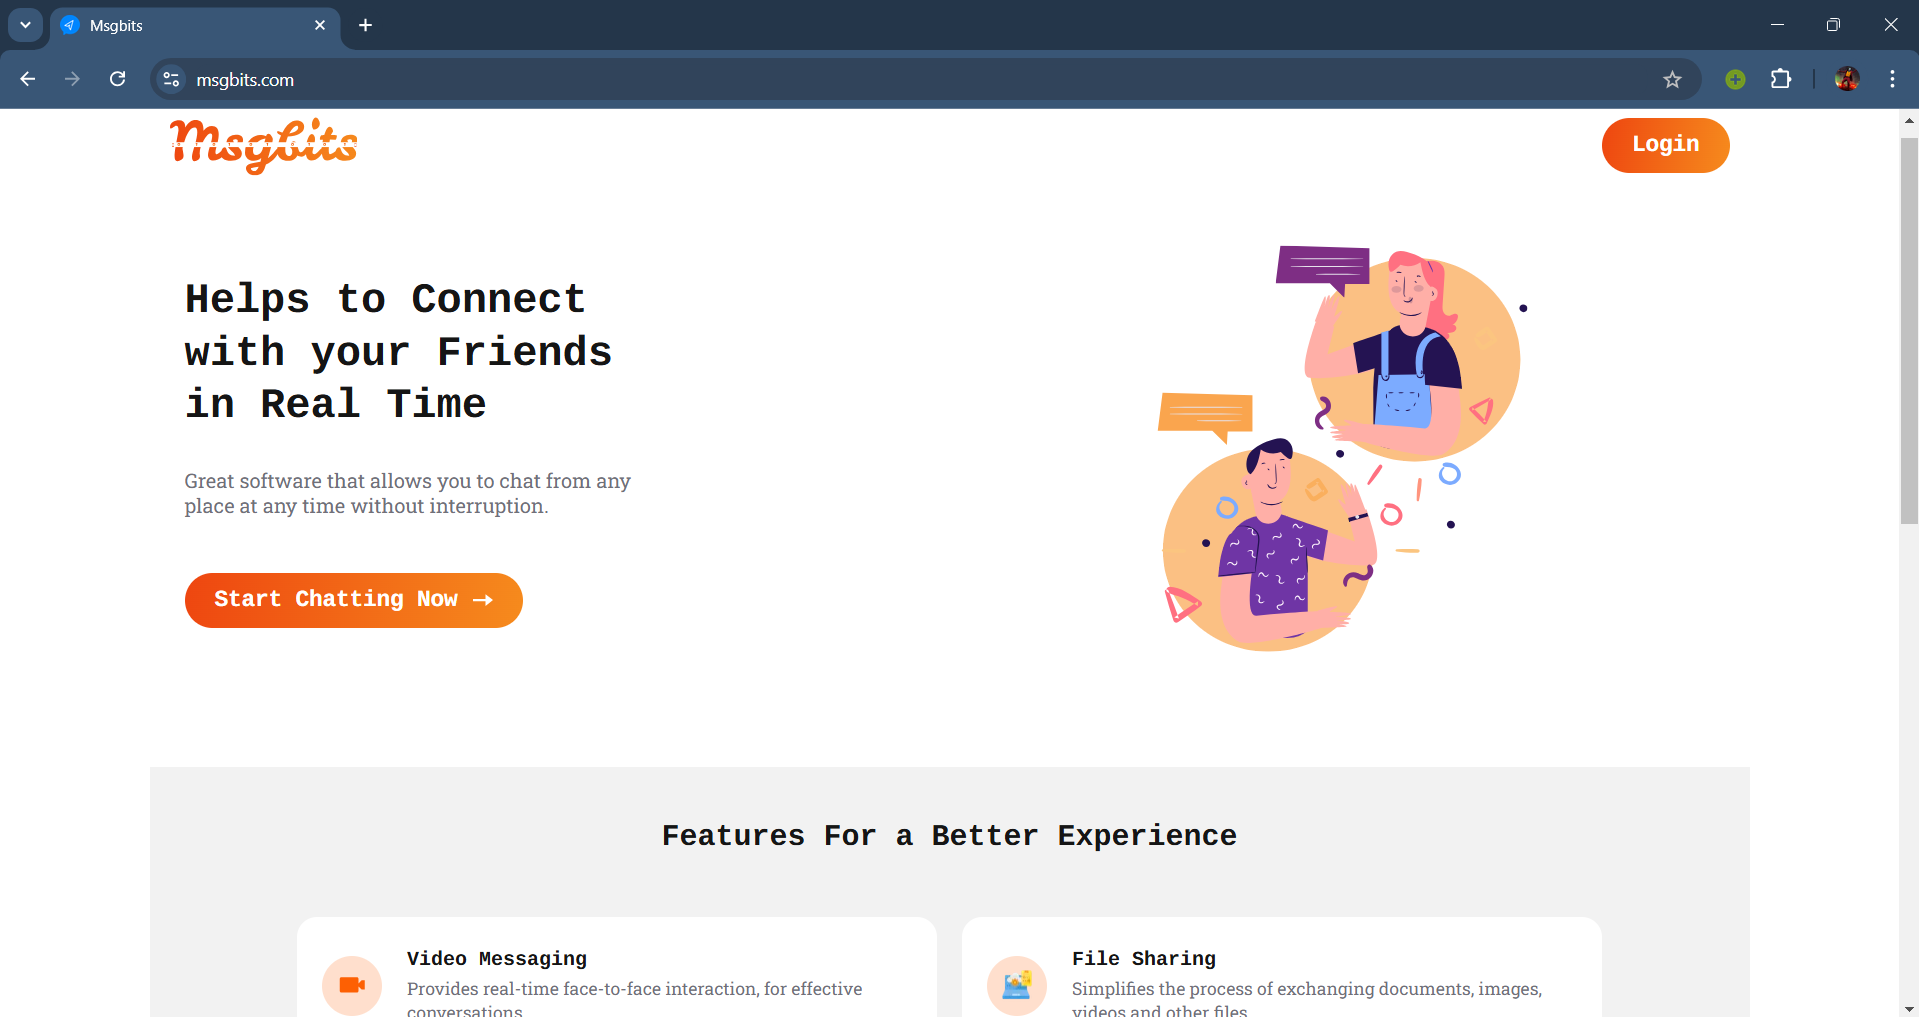 Msgbits
msgbits.com
Msgbits
Login
Helps to Connect
with your Friends
in Real Time
Great software that allows you to chat from any
place at any time without interruption.
Start Chatting Now →
Features For a Better Experience
Video Messaging
Provides real-time face-to-face interaction, for effective
conversations
File Sharing
Simplifies the process of exchanging documents, images,
videos and other files